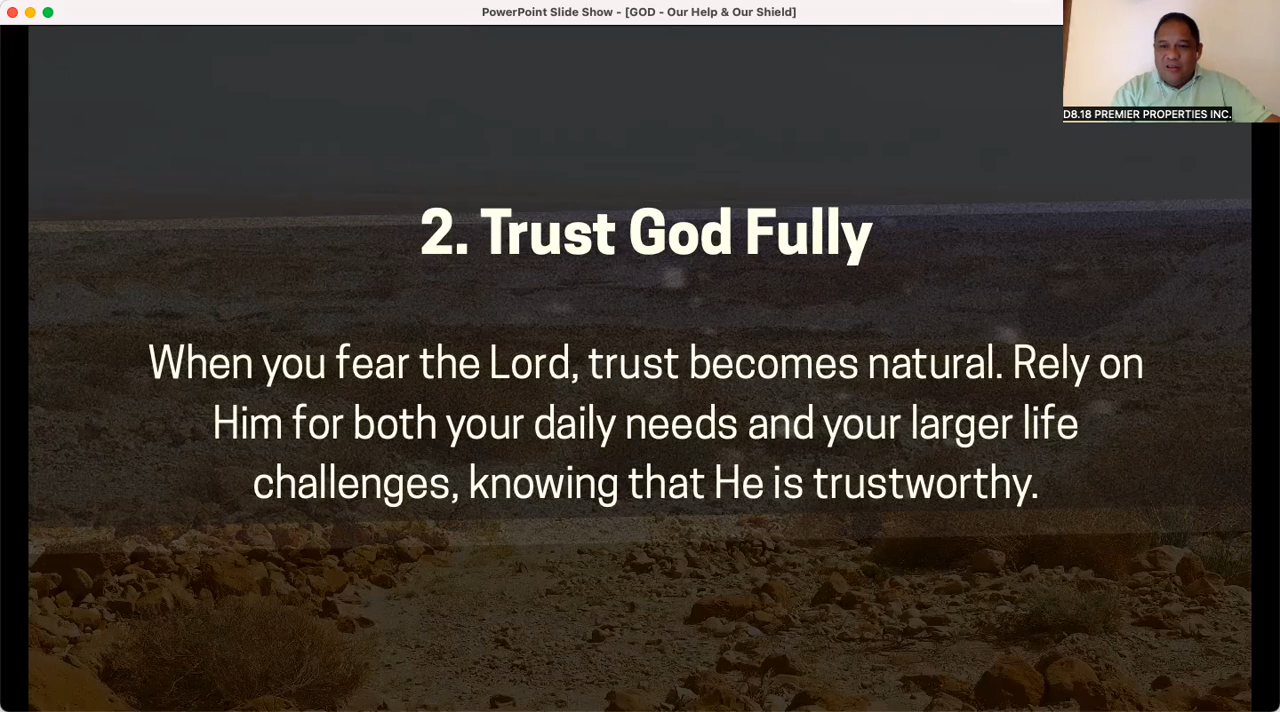 PowerPoint Slide Show - [GOD - Our Help & Our Shield]
D8.18 PREMIER PROPERTIES INC.
2. Trust God Fully
When you fear the Lord, trust becomes natural. Rely on
Him for both your daily needs and your larger life
challenges, knowing that He is trustworthy.